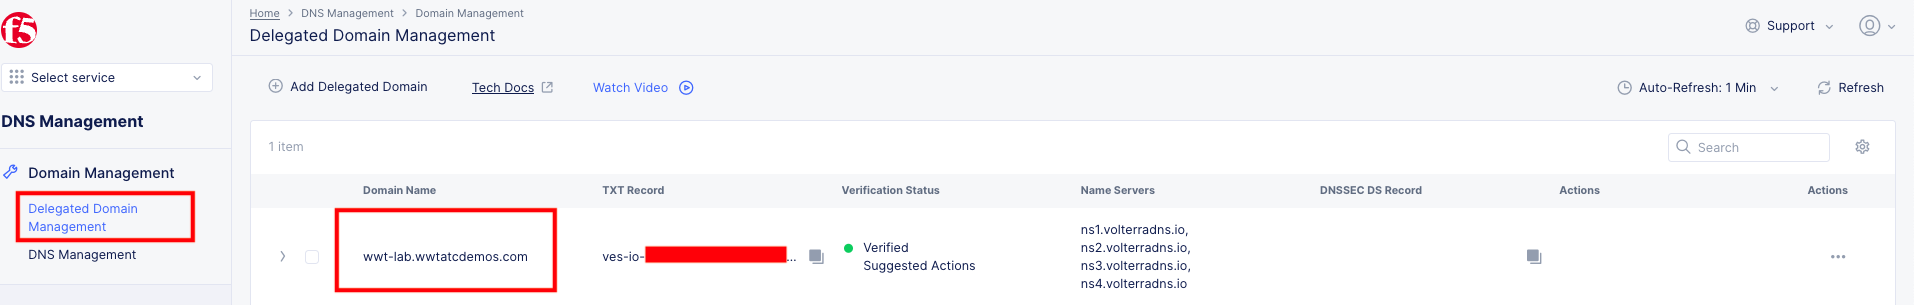 f5
Home > DNS Management > Domain Management
Delegated Domain Management
Support
Select service
Add Delegated Domain
Tech Docs
Watch Video
Auto-Refresh: 1 Min
Refresh
DNS Management
1 item
Search
Domain Management
Delegated Domain
Management
DNS Management
Domain Name
TXT Record
Verification Status
Name Servers
DNSSEC DS Record
Actions
Actions
wwt-lab.wwtatcdemos.com
ves-io-
...
Verified
Suggested Actions
ns1.volterradns.io,
ns2.volterradns.io,
ns3.volterradns.io,
ns4.volterradns.io